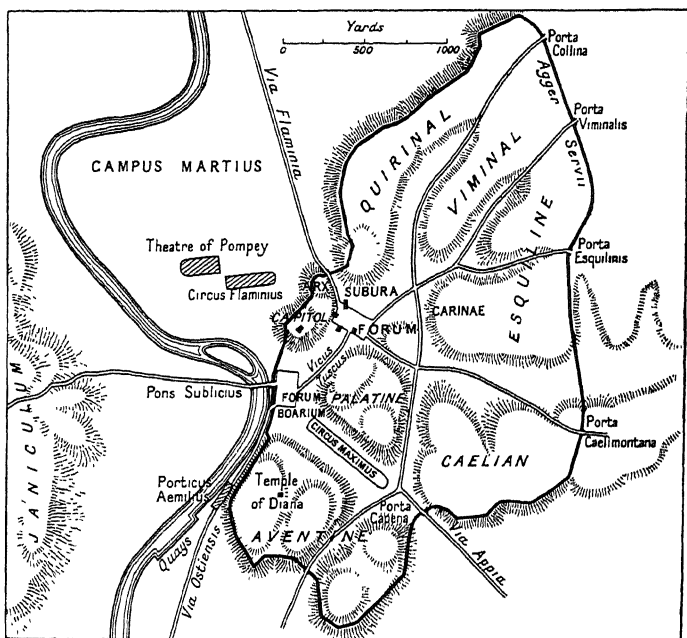 Yards
0 500 1000
Porta
Collina
Agger
Servii
Via Flaminia
QUIRINAL
Porta
Viminalis
VIMINAL
CAMPUS MARTIUS
ESQUILINE
Theatre of Pompey
Circus Flaminius
Porta
Esquilinis
ARX
SUBURA
CAPITOL
FORUM
CARINAE
Vicus
Tuscus
Pons Sublicius
FORUM
BOARIUM
PALATINE
CIRCUS MAXIMUS
Porta
Caelimontana
JANICULUM
CAELIAN
Porticus
Aemilius
Temple
of Diana
Porta
Capena
AVENTINE
Via Appia
Quays
Via Ostiensis